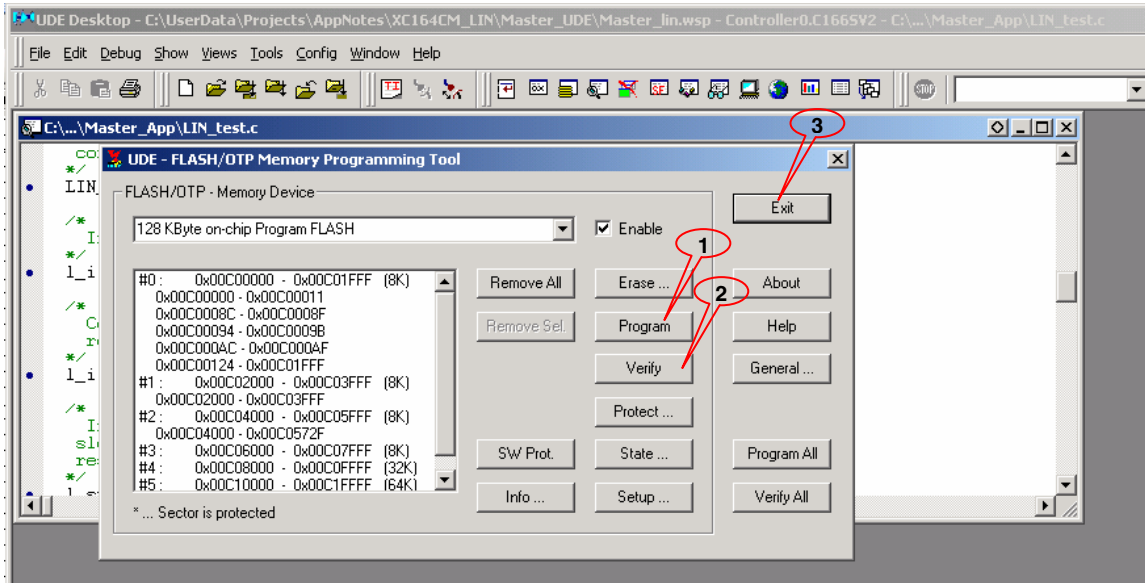 UDE Desktop - C:\UserData\Projects\AppNotes\XC164CM_LIN\Master_UDE\Master_lin.wsp - Controller0.C166SV2 - C:\...\Master_App\LIN_test.c
File Edit Debug Show Views Tools Config Window Help
STOP
C:\...\Master_App\LIN_test.c
3
co
*/
LIN
/*
I
*/
l_i
/*
C
r
*/
l_i
/*
I
sl
re
*/
UDE - FLASH/OTP Memory Programming Tool
FLASH/OTP - Memory Device
128 KByte on-chip Program FLASH
Enable
Exit
1
#0 : 0x00C00000 - 0x00C01FFF (8K)
0x00C00000 - 0x00C00011
0x00C0008C - 0x00C0008F
0x00C00094 - 0x00C0009B
0x00C000AC - 0x00C000AF
0x00C00124 - 0x00C01FFF
#1 : 0x00C02000 - 0x00C03FFF (8K)
0x00C02000 - 0x00C03FFF
#2 : 0x00C04000 - 0x00C05FFF (8K)
0x00C04000 - 0x00C0572F
#3 : 0x00C06000 - 0x00C07FFF (8K)
#4 : 0x00C08000 - 0x00C0FFFF (32K)
#5 : 0x00C10000 - 0x00C1FFFF (64K)
* ... Sector is protected
Remove All
Erase ...
2
About
Remove Sel.
Program
Help
Verify
General ...
Protect ...
SW Prot.
State ...
Program All
Info ...
Setup ...
Verify All